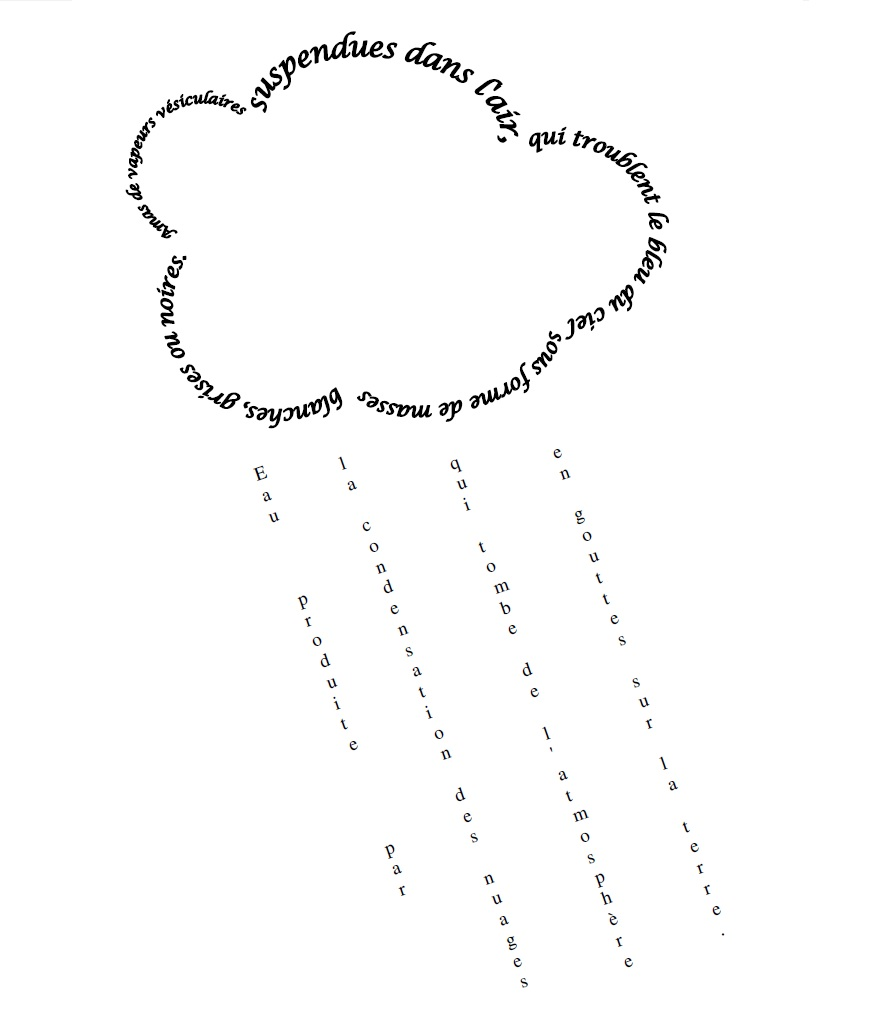 Amas de vapeurs vésiculaires
suspendues dans l'air,
qui troublent le bleu du ciel
sous forme de masses
blanches, grises ou noires.
Eau produite par
la condensation des nuages
qui tombe de l'atmosphère
en gouttes sur la terre.